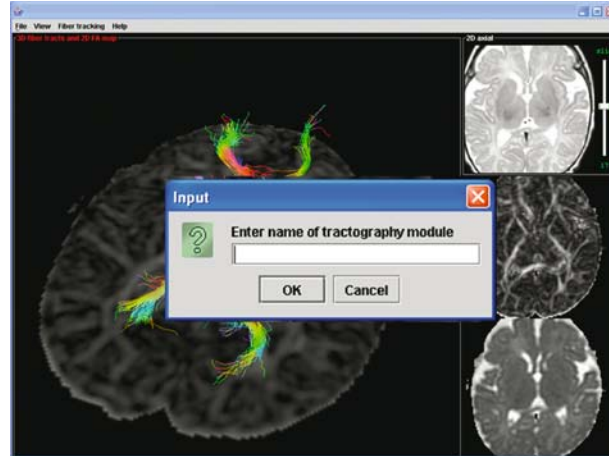 File View Fiber tracking Help
3D fiber tracts and 2D FA map
2D axial
Input
Enter name of tractography module
OK Cancel